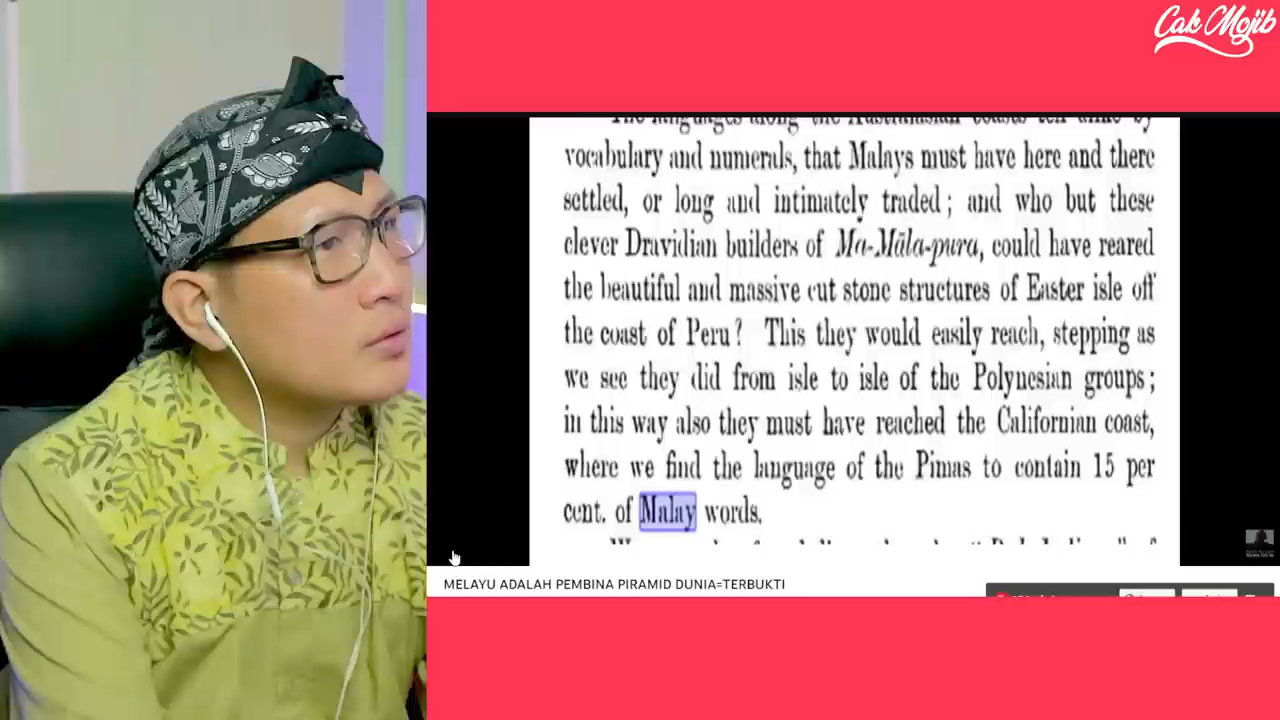 Cak Mojib
vocabulary and numerals, that Malays must have here and there
settled, or long and intimately traded; and who but these
clever Dravidian builders of Ma-Māla-pura, could have reared
the beautiful and massive cut stone structures of Easter isle off
the coast of Peru? This they would easily reach, stepping as
we see they did from isle to isle of the Polynesian groups;
in this way also they must have reached the Californian coast,
where we find the language of the Pimas to contain 15 per
cent. of Malay words.
MELAYU ADALAH PEMBINA PIRAMID DUNIA=TERBUKTI